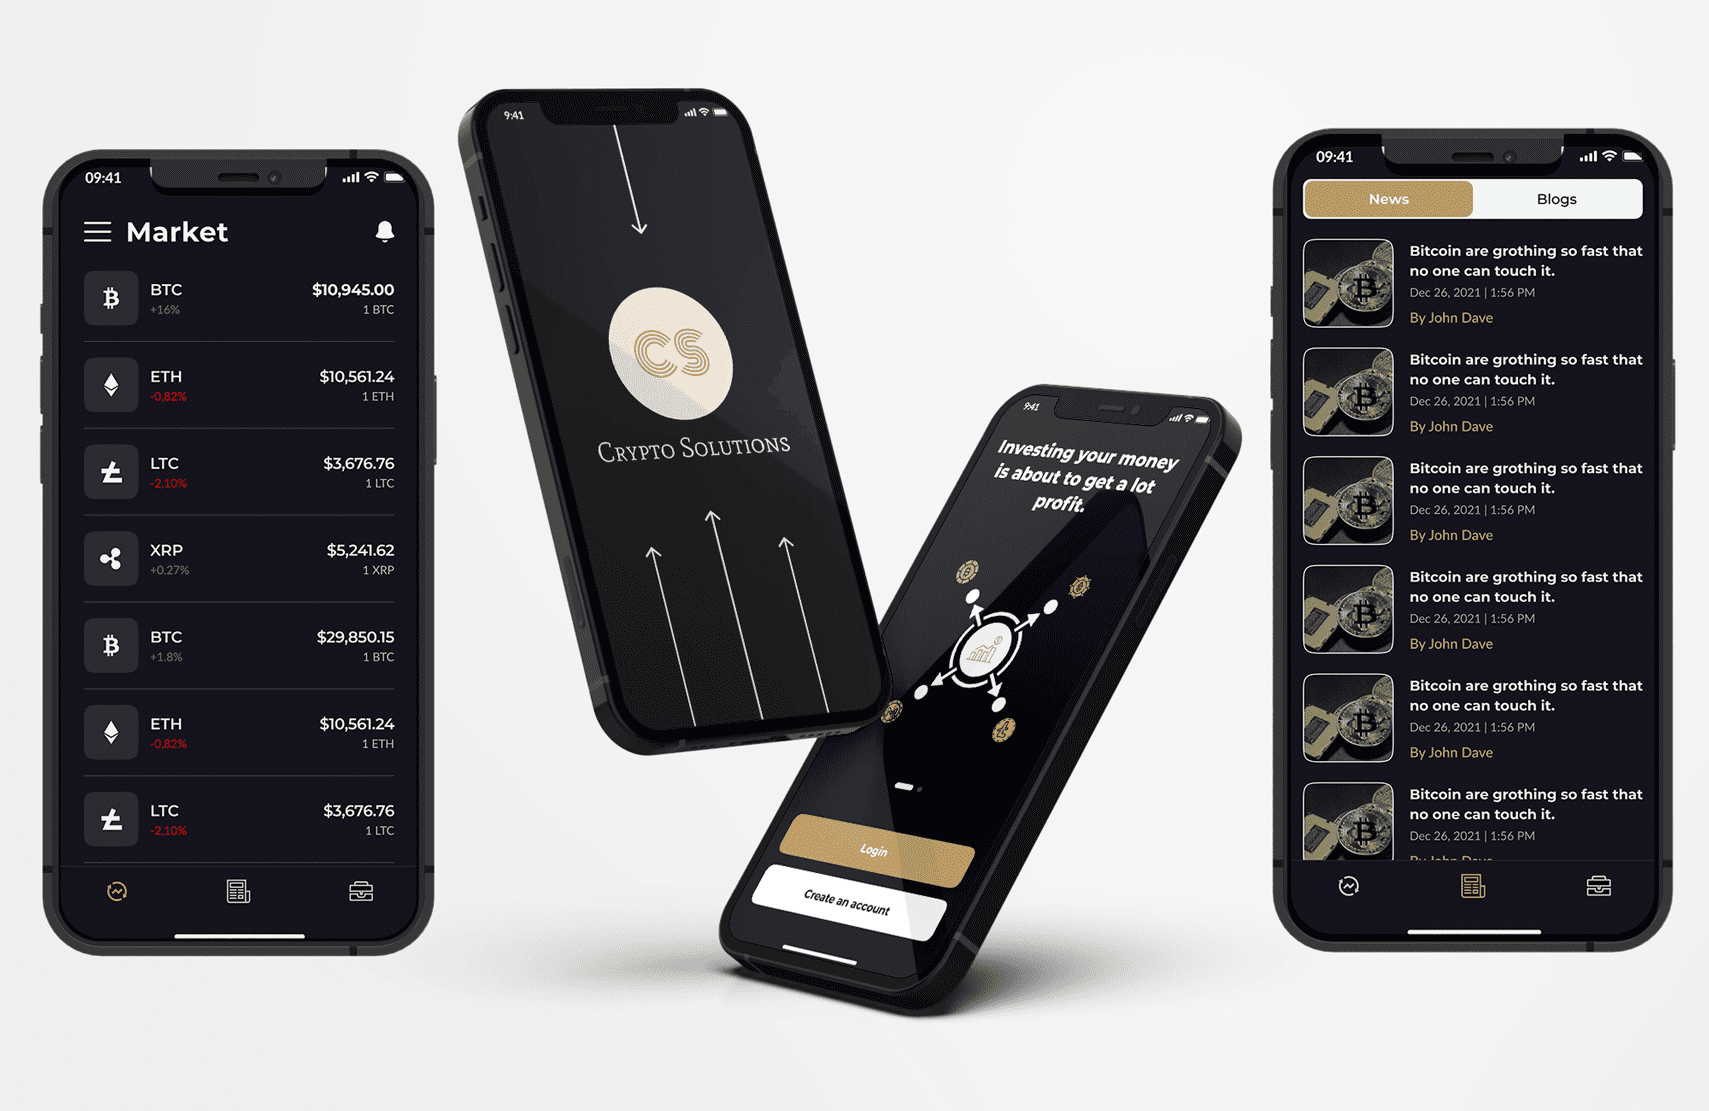 09:41
Market
BTC
$10,945.00
+16%
1 BTC
ETH
$10,561.24
-0,82%
1 ETH
LTC
$3,676.76
-2,10%
1 LTC
XRP
$5,241.62
+0.27%
1 XRP
BTC
$29,850.15
+1.8%
1 BTC
ETH
$10,561.24
-0,82%
1 ETH
LTC
$3,676.76
-2,10%
1 LTC
9:41
CS
Crypto Solutions
9:41
Investing your money
is about to get a lot
profit.
Login
Create an account
09:41
News
Blogs
Bitcoin are grothing so fast that
no one can touch it.
Dec 26, 2021 | 1:56 PM
By John Dave
Bitcoin are grothing so fast that
no one can touch it.
Dec 26, 2021 | 1:56 PM
By John Dave
Bitcoin are grothing so fast that
no one can touch it.
Dec 26, 2021 | 1:56 PM
By John Dave
Bitcoin are grothing so fast that
no one can touch it.
Dec 26, 2021 | 1:56 PM
By John Dave
Bitcoin are grothing so fast that
no one can touch it.
Dec 26, 2021 | 1:56 PM
By John Dave
Bitcoin are grothing so fast that
no one can touch it.
Dec 26, 2021 | 1:56 PM
By John Dave